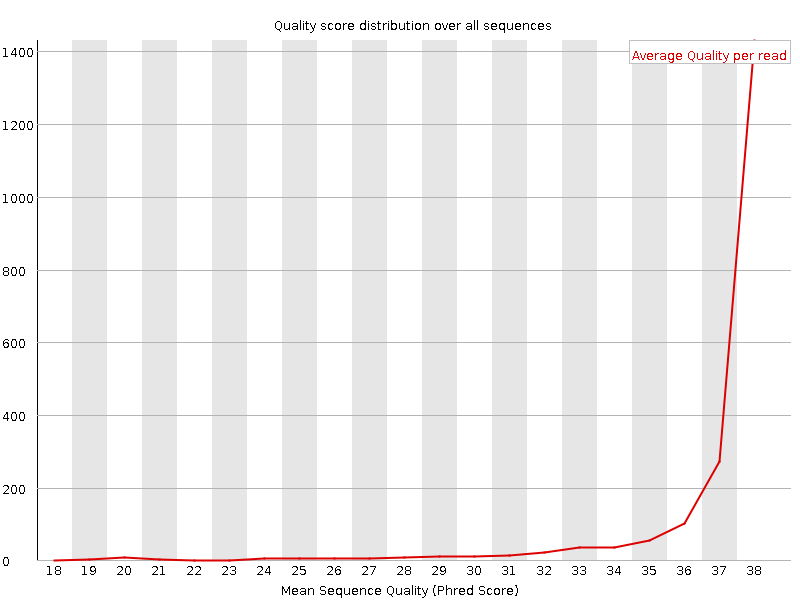 Quality score distribution over all sequences
Average Quality per read
1400
1200
1000
800
600
400
200
0
18 19 20 21 22 23 24 25 26 27 28 29 30 31 32 33 34 35 36 37 38
Mean Sequence Quality (Phred Score)